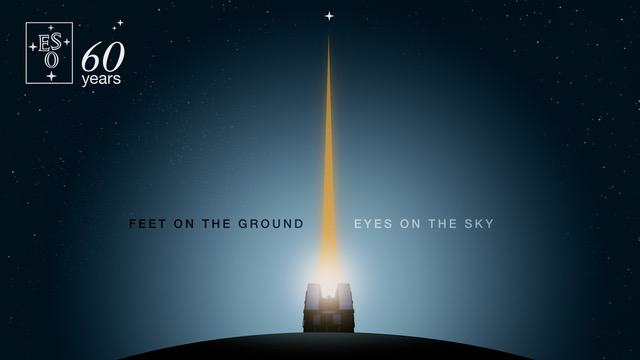 ESO
60
years
FEET ON THE GROUND EYES ON THE SKY